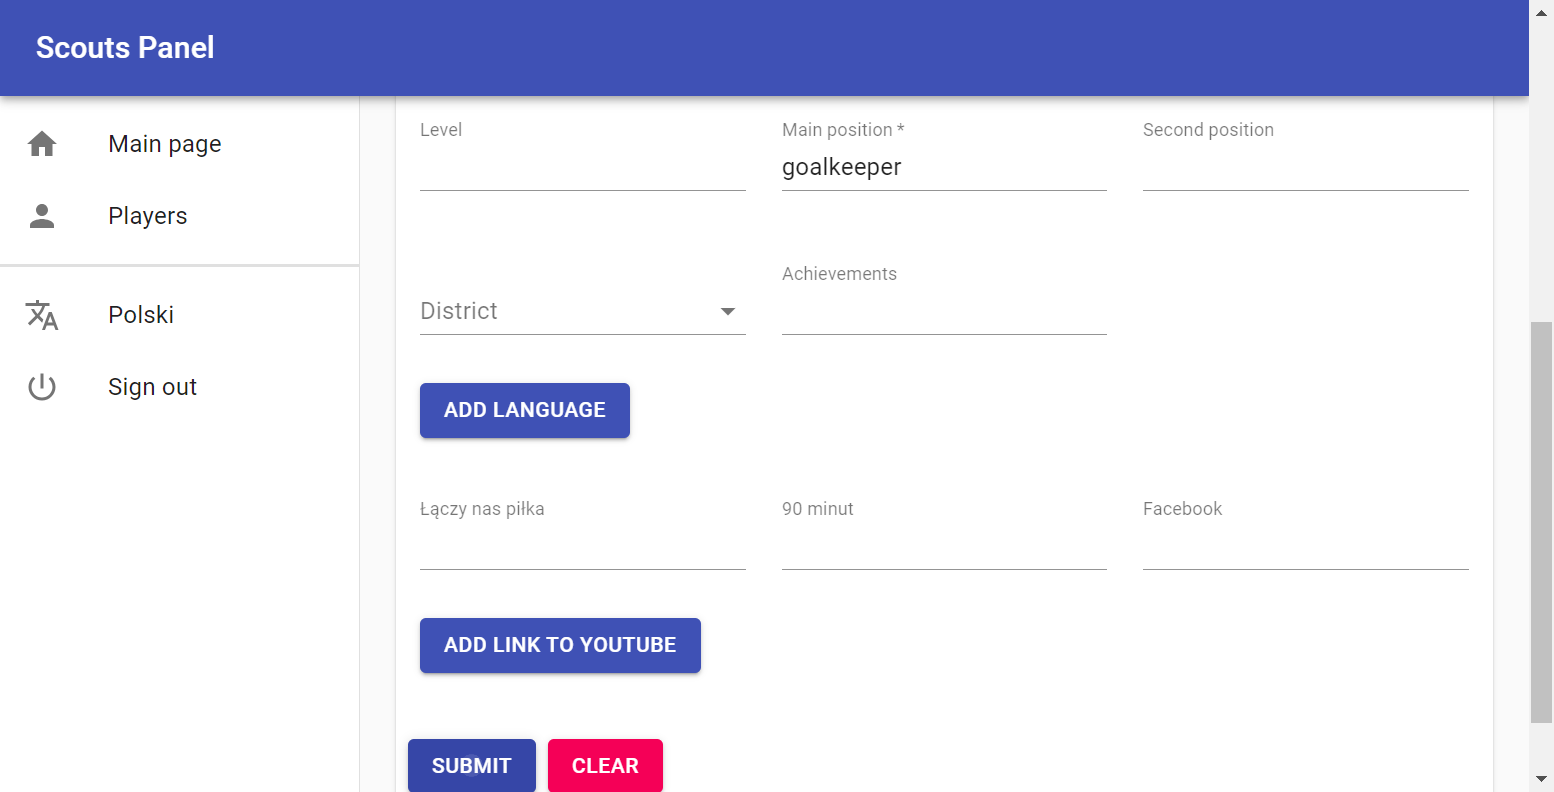 Scouts Panel
Main page
Players
Polski
Sign out
Level
Main position *
Second position
goalkeeper
Achievements
District
ADD LANGUAGE
Łączy nas piłka
90 minut
Facebook
ADD LINK TO YOUTUBE
SUBMIT
CLEAR